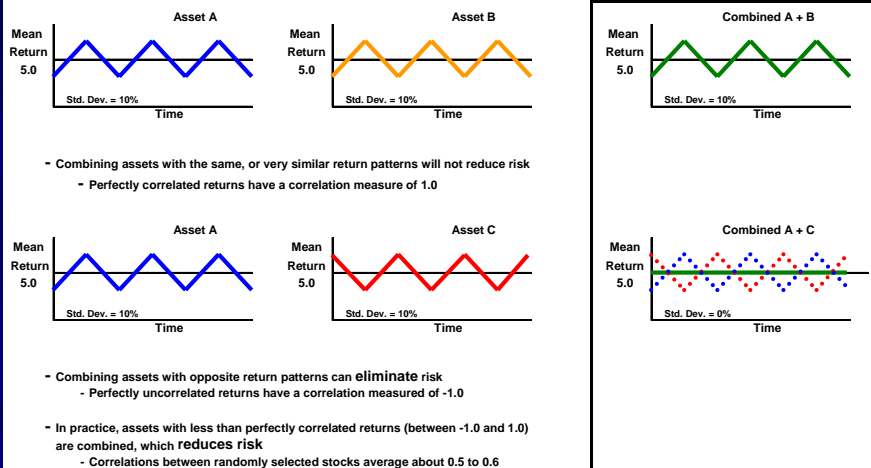 Asset A
Mean
Return
5.0
Std. Dev. = 10%
Time
Asset B
Mean
Return
5.0
Std. Dev. = 10%
Time
Combined A + B
Mean
Return
5.0
Std. Dev. = 10%
Time
- Combining assets with the same, or very similar return patterns will not reduce risk
- Perfectly correlated returns have a correlation measure of 1.0
Asset A
Mean
Return
5.0
Std. Dev. = 10%
Time
Asset C
Mean
Return
5.0
Std. Dev. = 10%
Time
Combined A + C
Mean
Return
5.0
Std. Dev. = 0%
Time
- Combining assets with opposite return patterns can eliminate risk
- Perfectly uncorrelated returns have a correlation measured of -1.0
- In practice, assets with less than perfectly correlated returns (between -1.0 and 1.0)
are combined, which reduces risk
- Correlations between randomly selected stocks average about 0.5 to 0.6